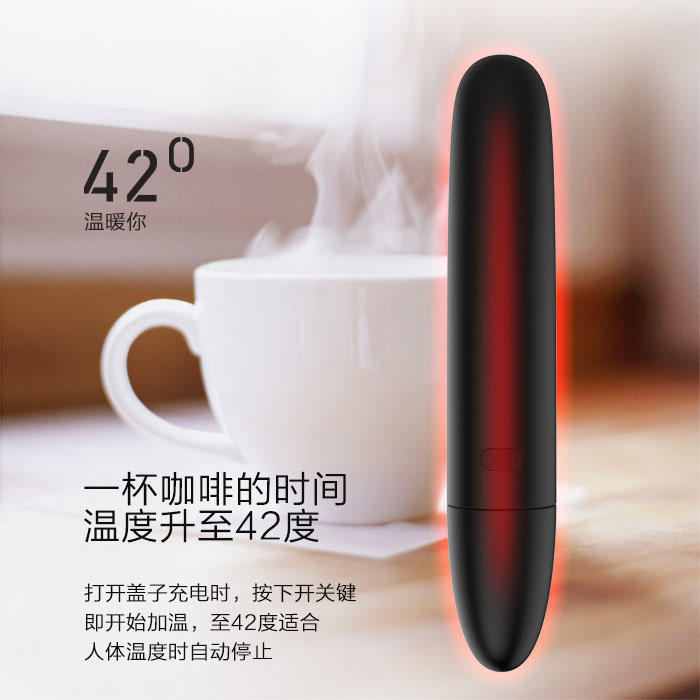 42⁰
温暖你
一杯咖啡的时间
温度升至42度
打开盖子充电时，按下开关键
即开始加温，至42度适合
人体温度时自动停止